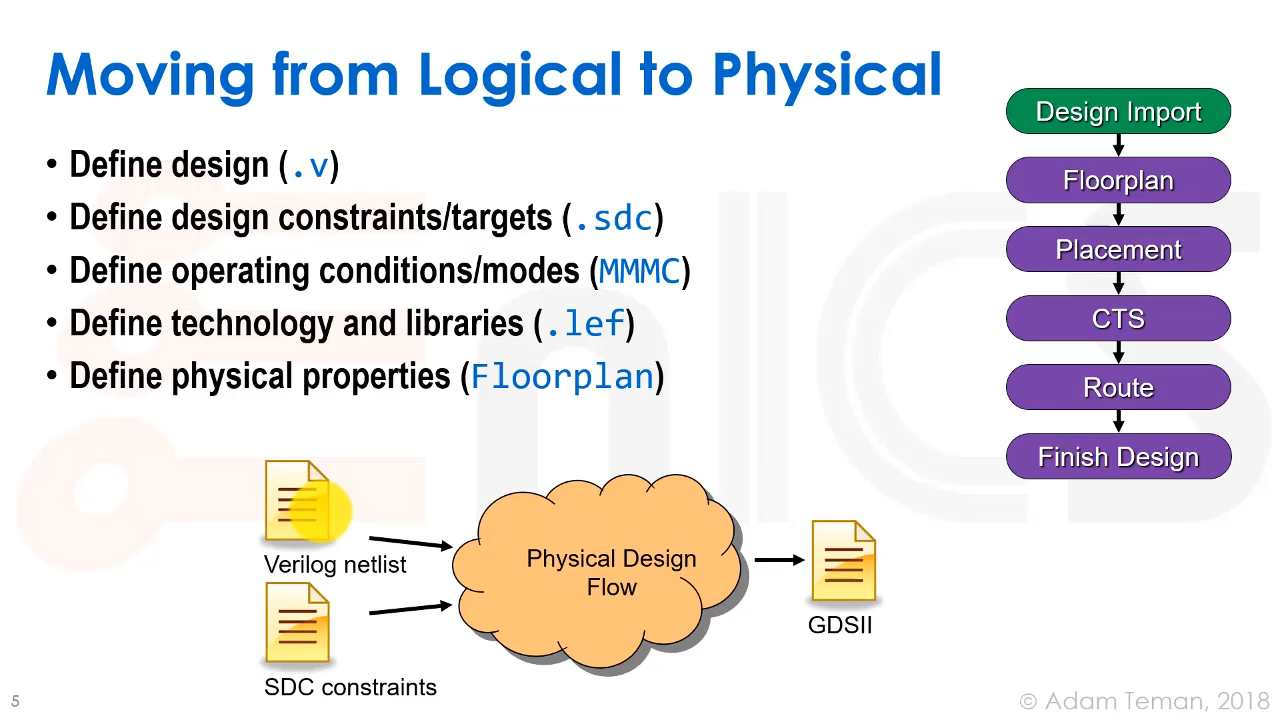 Moving from Logical to Physical
• Define design (.v)
• Define design constraints/targets (.sdc)
• Define operating conditions/modes (MMMC)
• Define technology and libraries (.lef)
• Define physical properties (Floorplan)
Design Import
Floorplan
Placement
CTS
Route
Finish Design
Verilog netlist
SDC constraints
Physical Design
Flow
GDSII
5
© Adam Teman, 2018
enICS